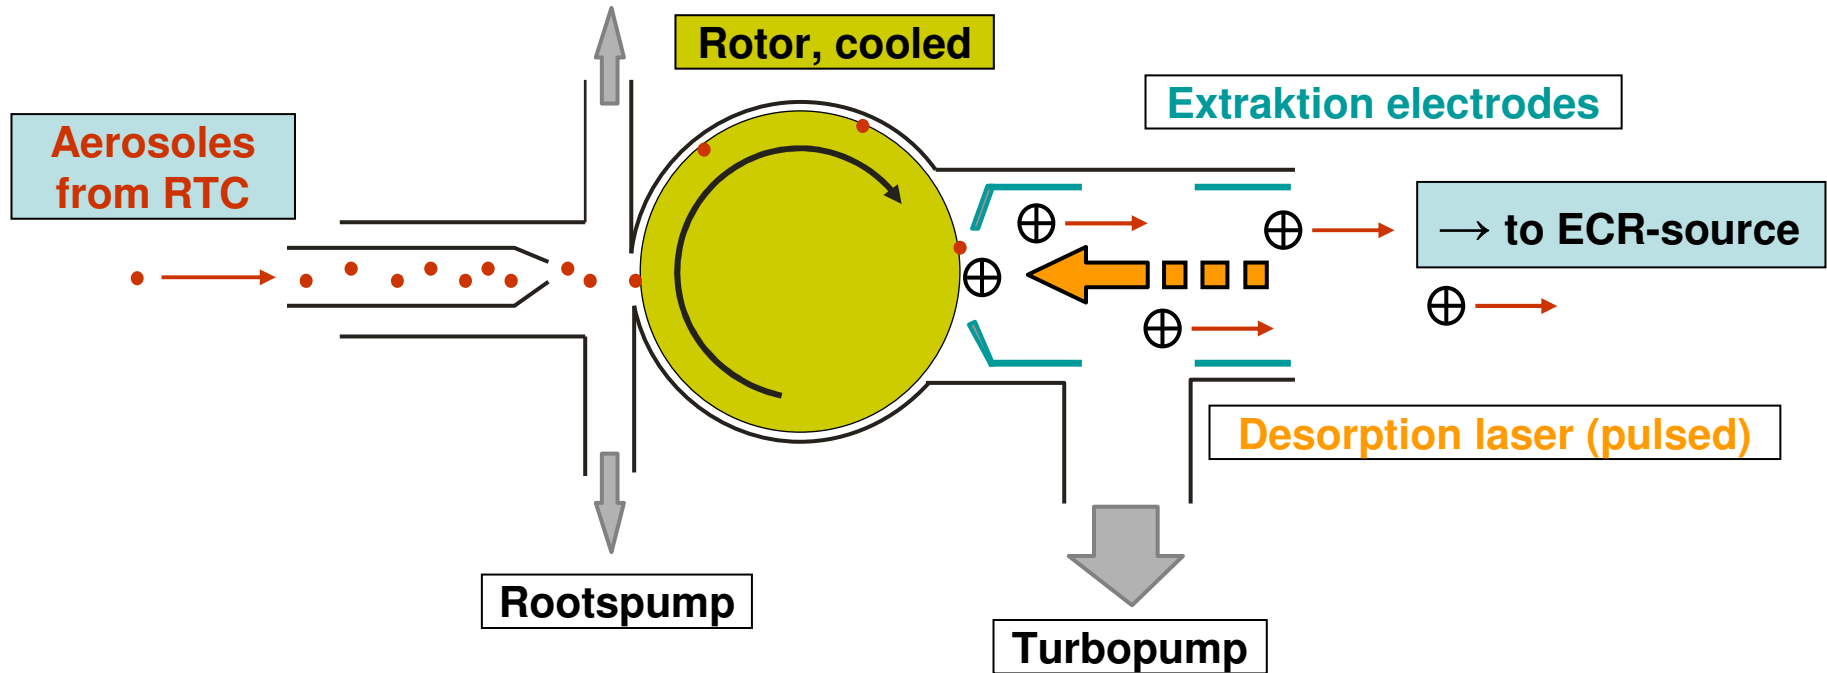 Rotor, cooled
Extraktion electrodes
Aerosoles
from RTC
→ to ECR-source
Desorption laser (pulsed)
Rootspump
Turbopump